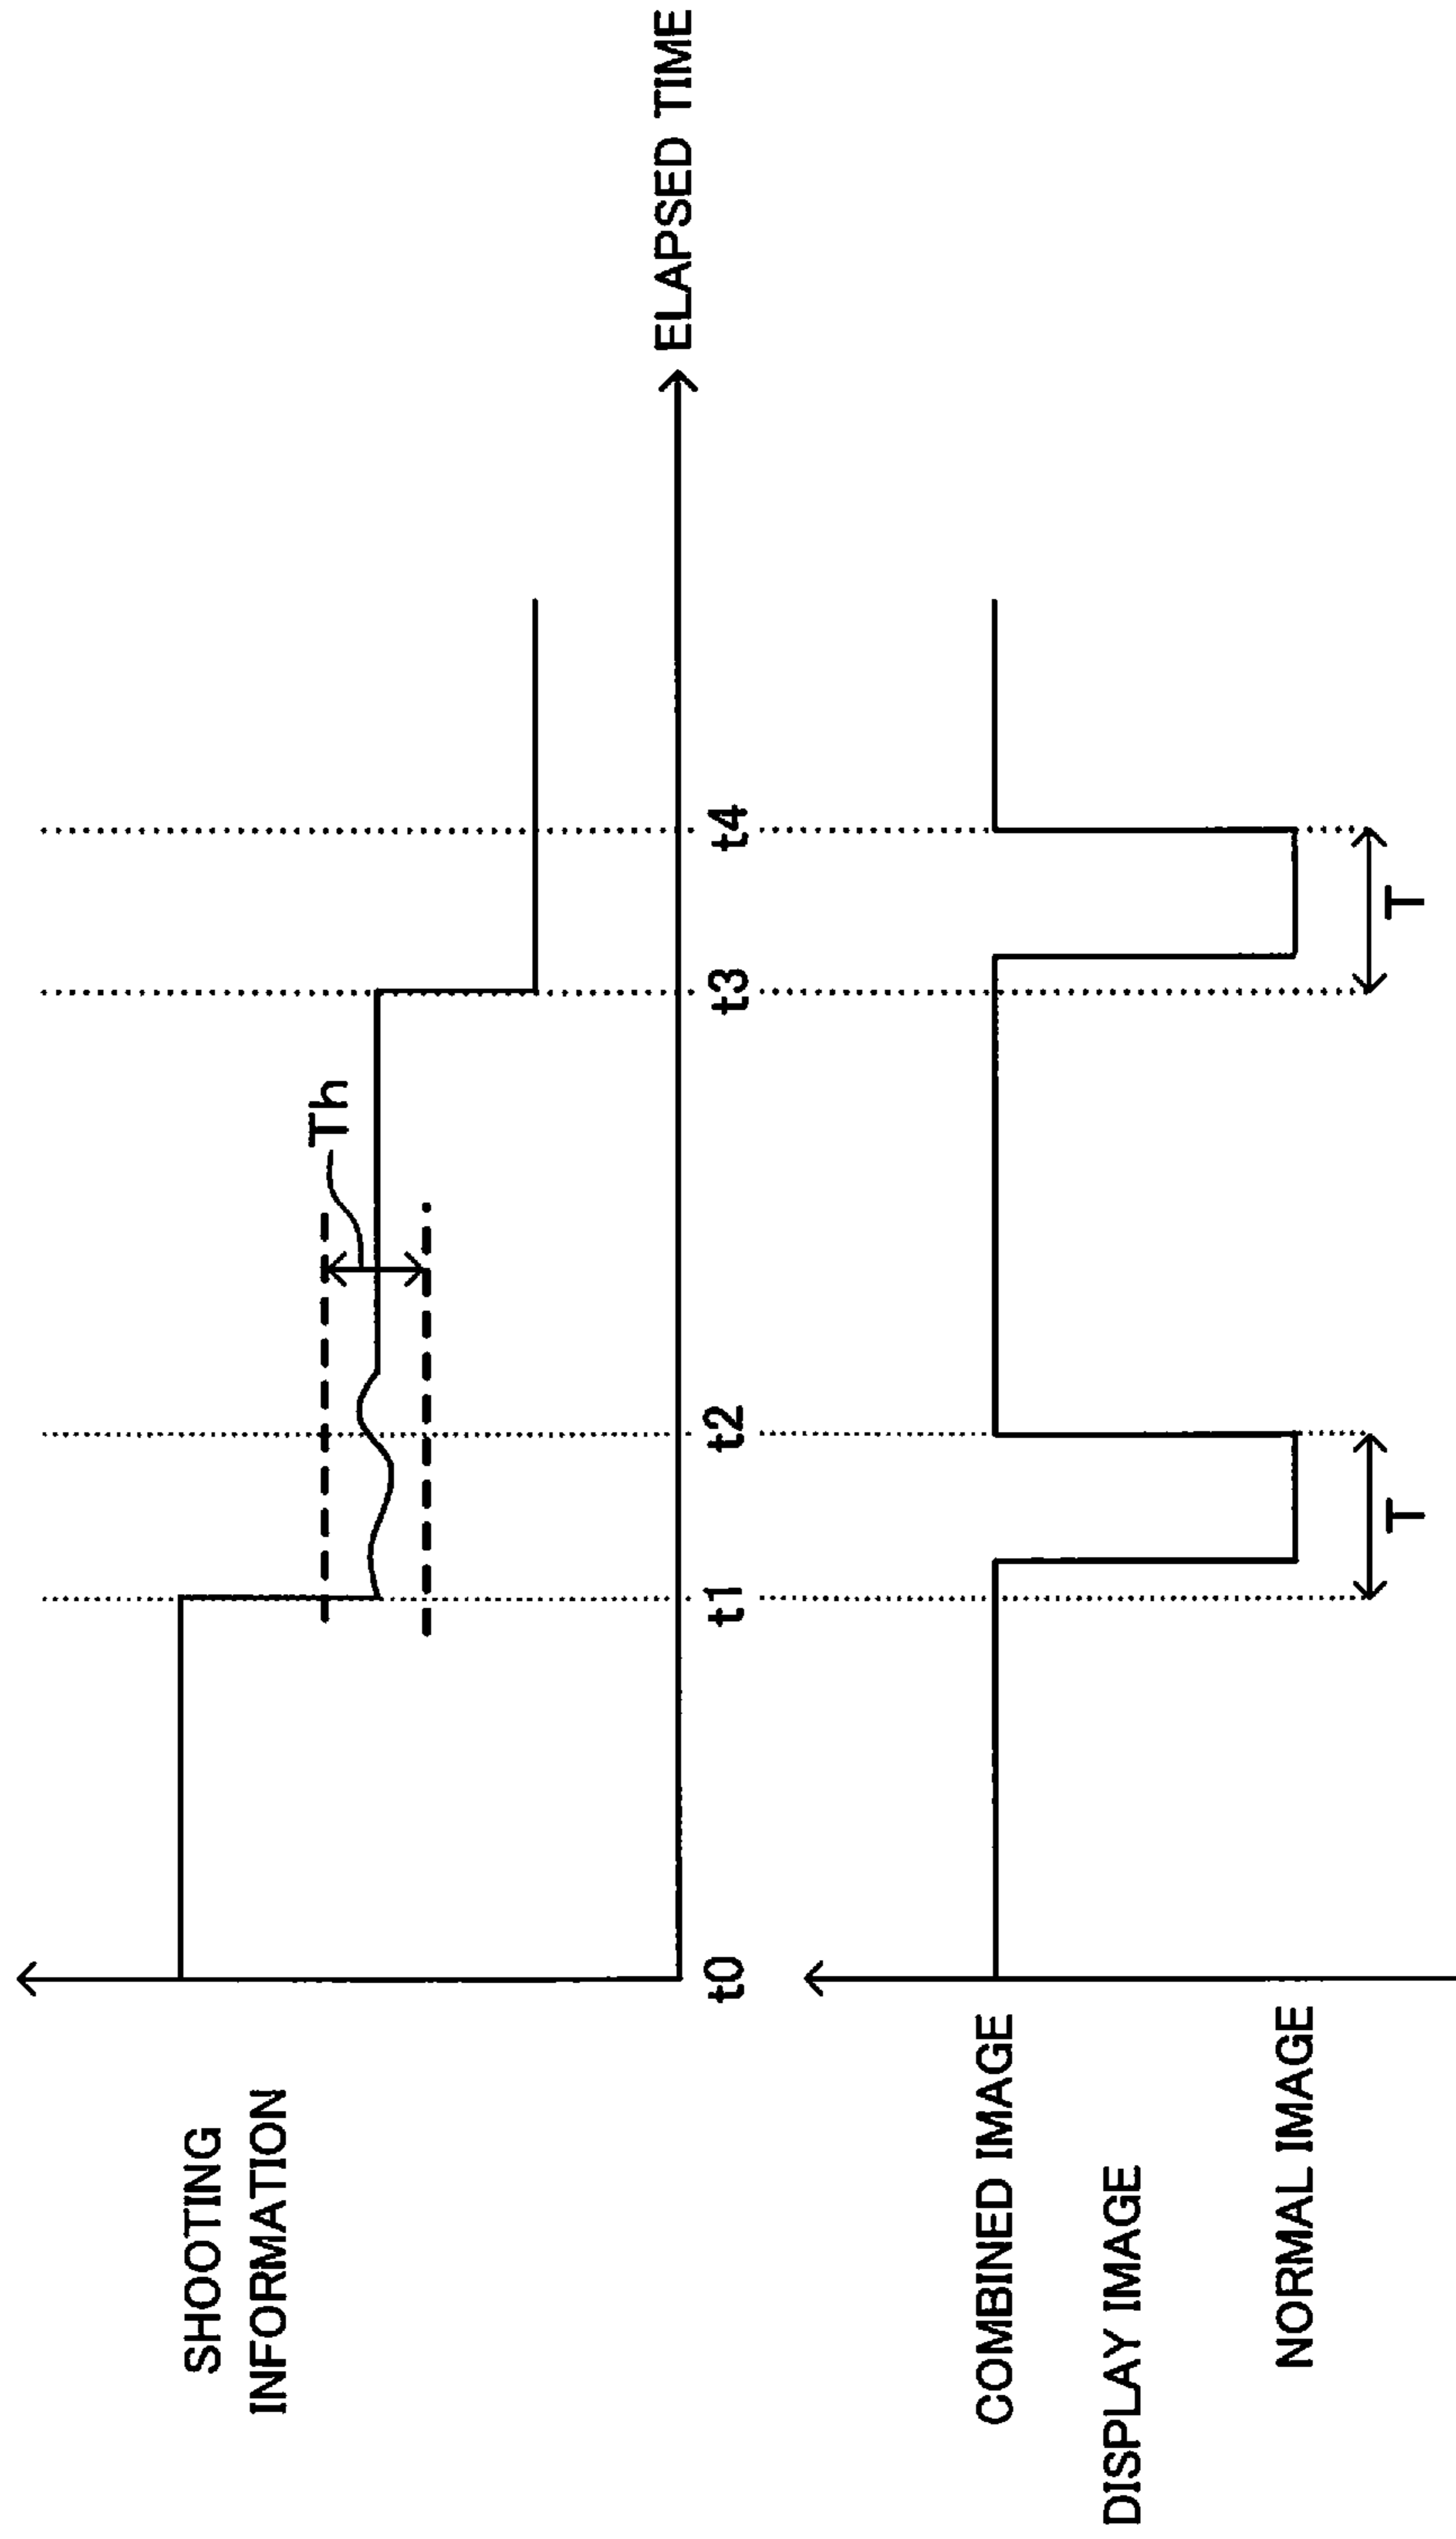 SHOOTING
INFORMATION
Th
ELAPSED TIME
t0
t1
t2
t3
t4
COMBINED IMAGE
DISPLAY IMAGE
NORMAL IMAGE
T
T